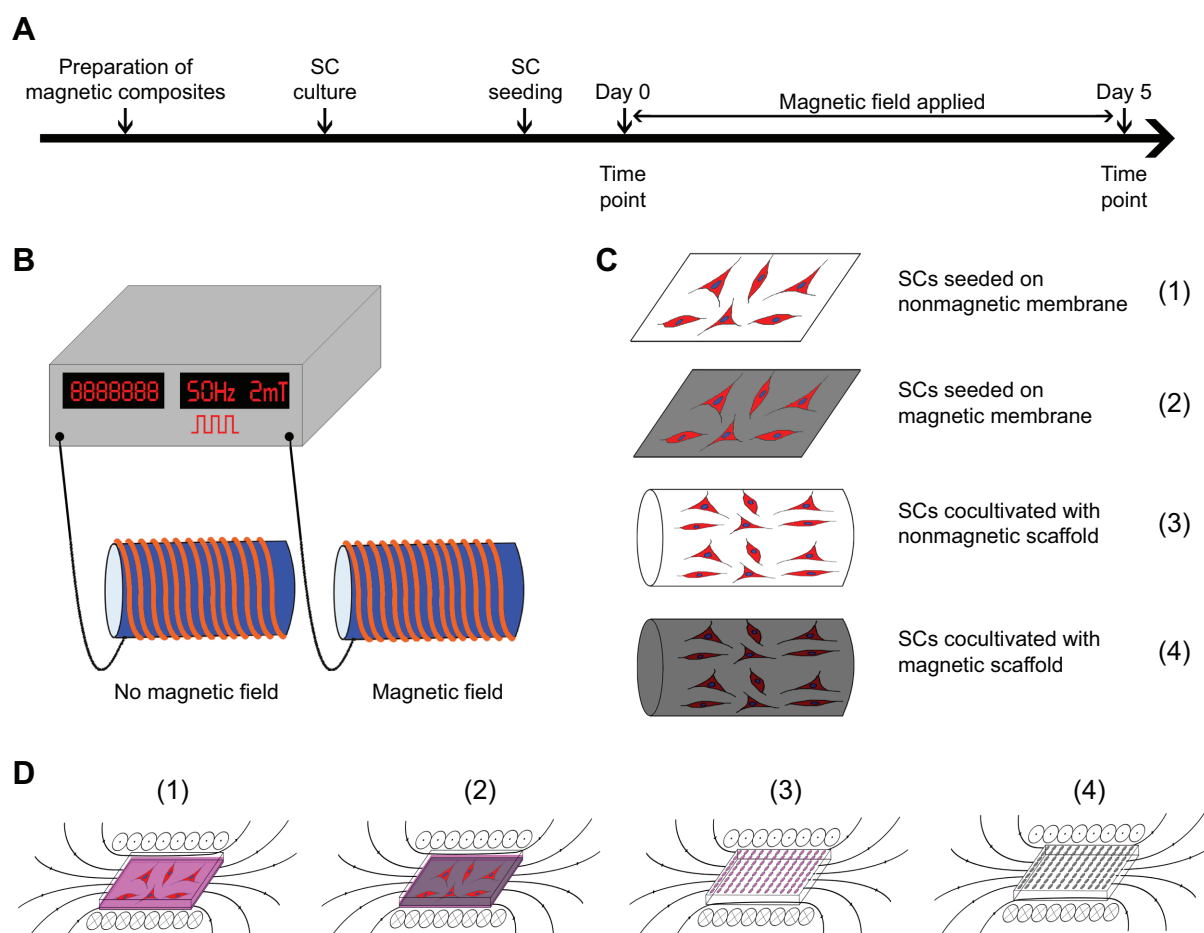 A
Preparation of
magnetic composites
SC
culture
SC
seeding
Day 0
Magnetic field applied
Day 5
Time
point
Time
point
B
8888888
50Hz 2mT
No magnetic field
Magnetic field
C
SCs seeded on
nonmagnetic membrane
(1)
SCs seeded on
magnetic membrane
(2)
SCs cocultivated with
nonmagnetic scaffold
(3)
SCs cocultivated with
magnetic scaffold
(4)
D
(1)
(2)
(3)
(4)